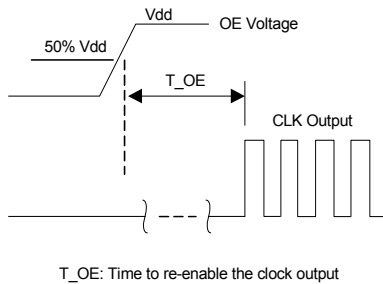 Vdd
OE Voltage
50% Vdd
T_OE
CLK Output
T_OE: Time to re-enable the clock output